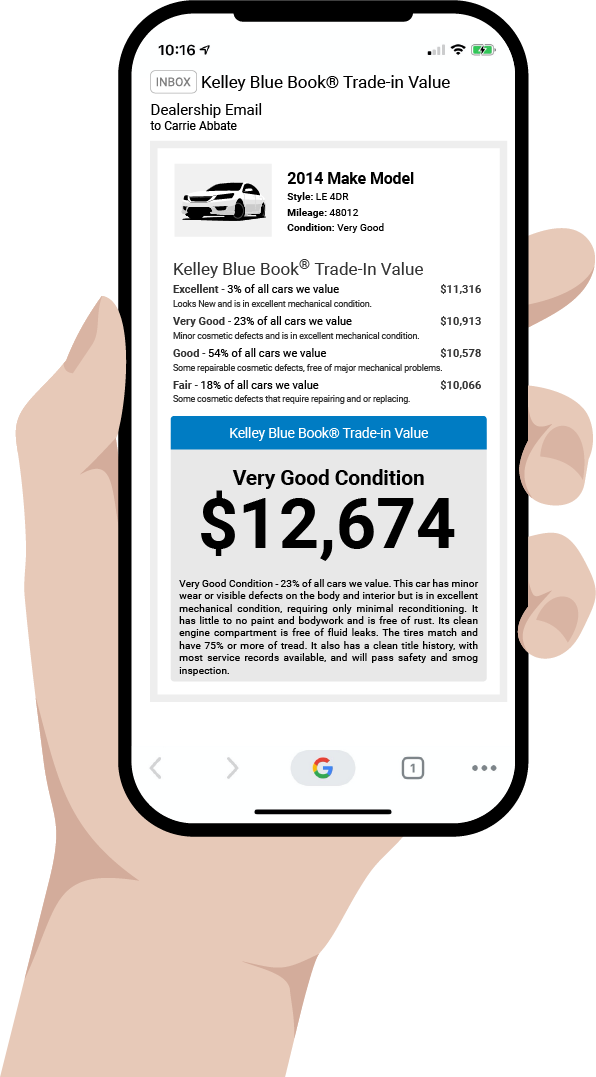 10:16
INBOX Kelley Blue Book® Trade-in Value
Dealership Email
to Carrie Abbate
2014 Make Model
Style: LE 4DR
Mileage: 48012
Condition: Very Good
Kelley Blue Book® Trade-In Value
Excellent - 3% of all cars we value $11,316
Looks New and is in excellent mechanical condition.
Very Good - 23% of all cars we value $10,913
Minor cosmetic defects and is in excellent mechanical condition.
Good - 54% of all cars we value $10,578
Some repairable cosmetic defects, free of major mechanical problems.
Fair - 18% of all cars we value $10,066
Some cosmetic defects that require repairing and or replacing.
Kelley Blue Book® Trade-in Value
Very Good Condition
$12,674
Very Good Condition - 23% of all cars we value. This car has minor
wear or visible defects on the body and interior but is in excellent
mechanical condition, requiring only minimal reconditioning. It
has little to no paint and bodywork and is free of rust. Its clean
engine compartment is free of fluid leaks. The tires match and
have 75% or more of tread. It also has a clean title history, with
most service records available, and will pass safety and smog
inspection.
G
1